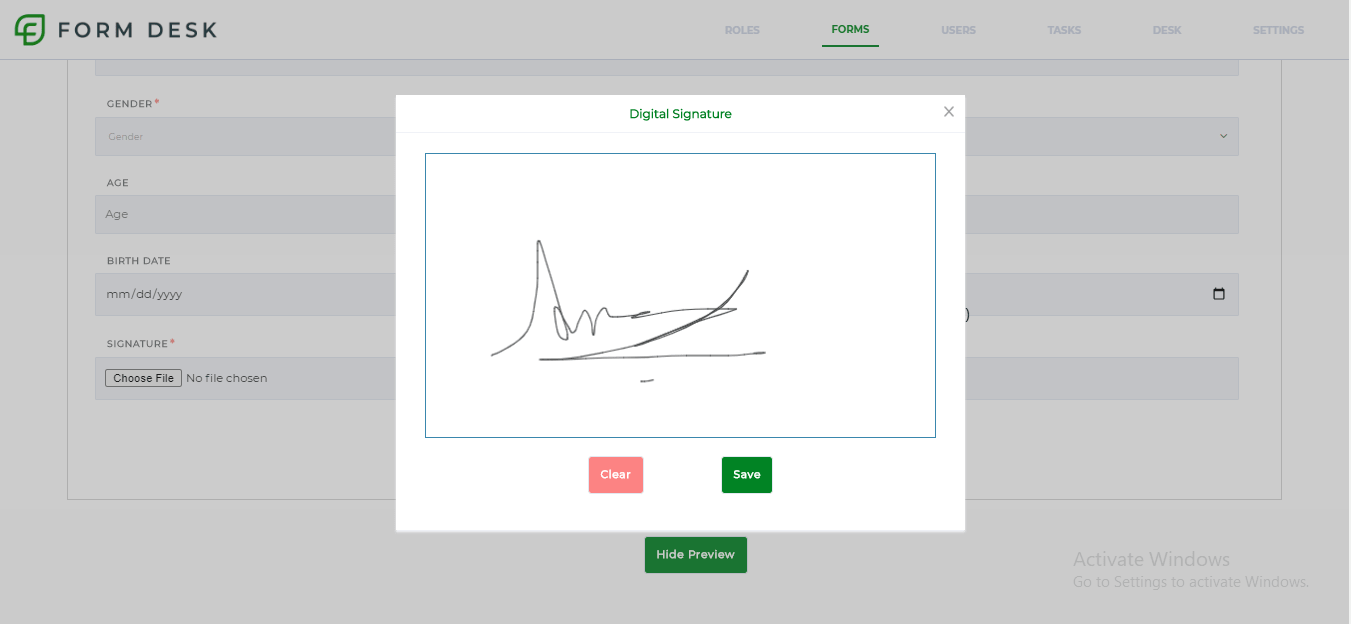 FORM DESK
ROLES
FORMS
USERS
TASKS
DESK
SETTINGS
Digital Signature
GENDER*
Gender
AGE
Age
BIRTH DATE
mm/dd/yyyy
)
SIGNATURE*
Choose File No file chosen
Clear
Save
Hide Preview
Activate Windows
Go to Settings to activate Windows.